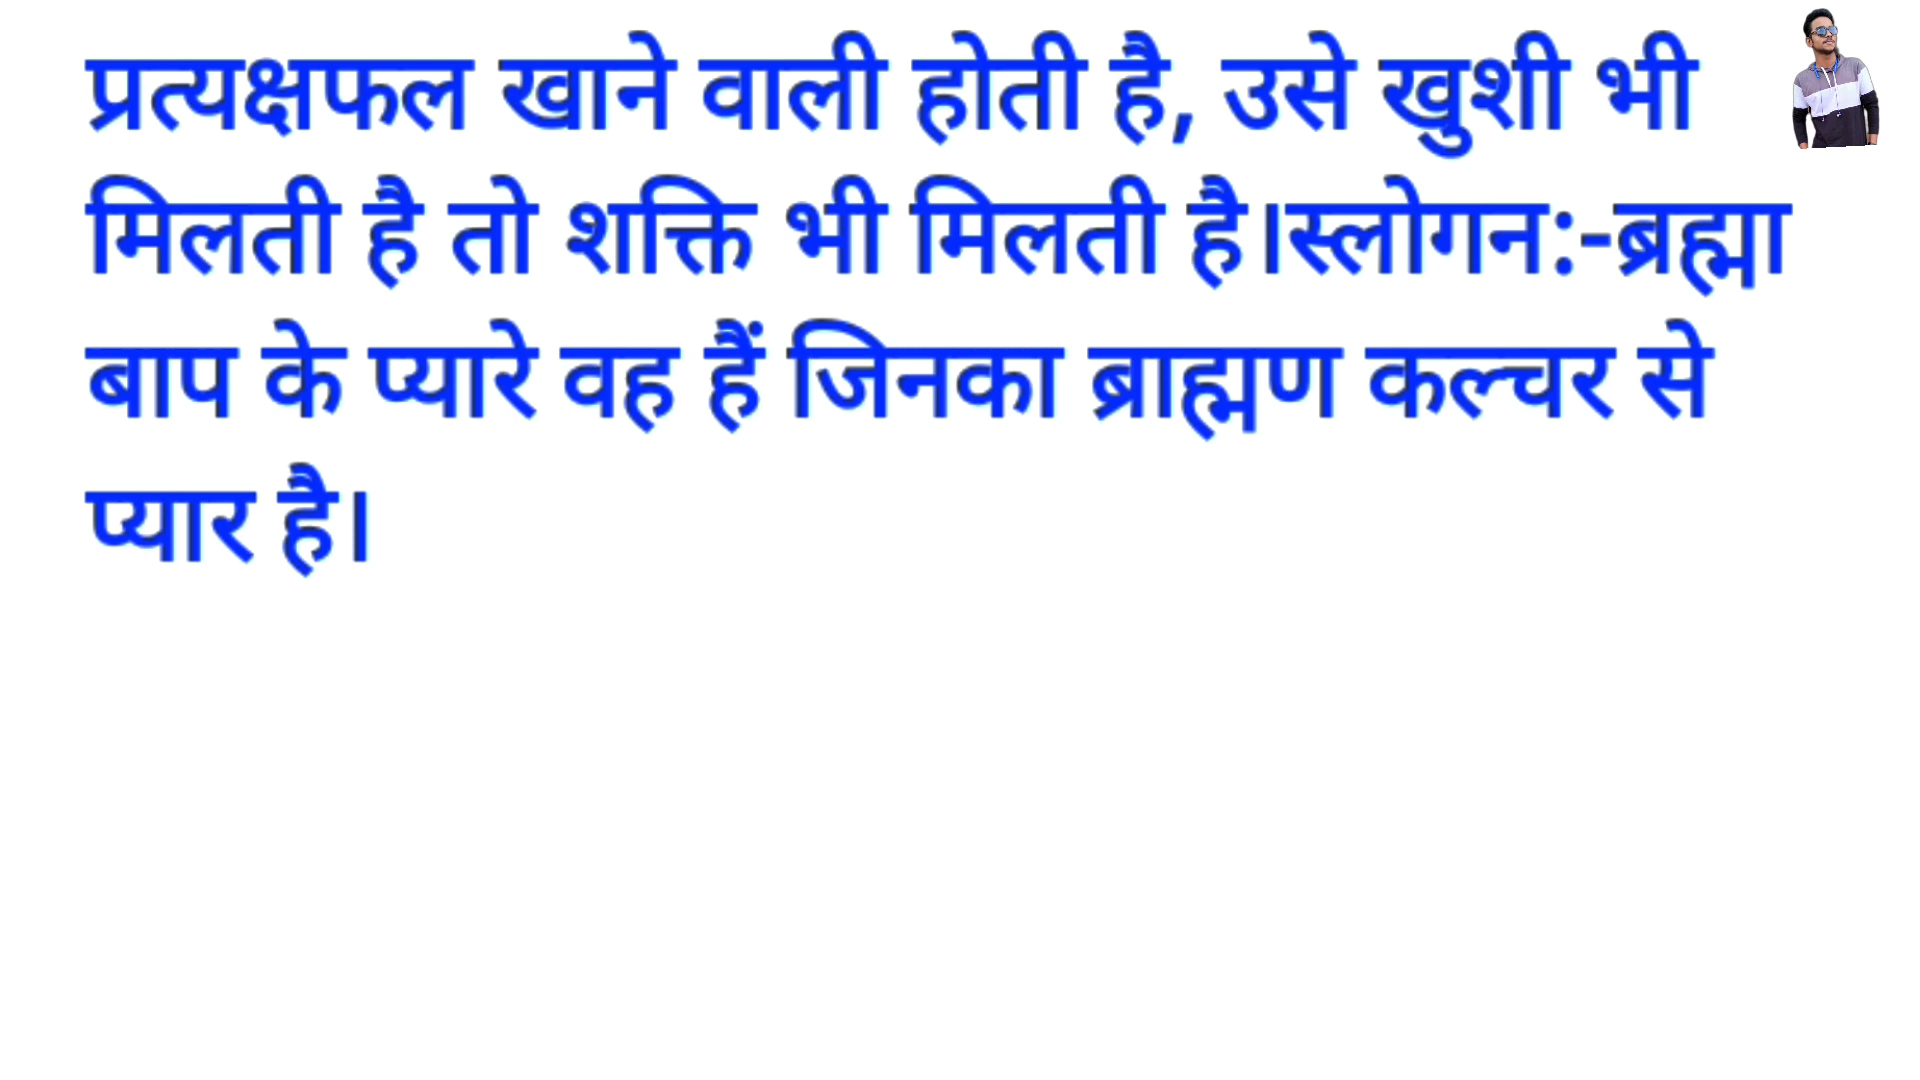 प्रत्यक्षफल खाने वाली होती है, उसे खुशी भी
मिलती है तो शक्ति भी मिलती है।स्लोगन:-ब्रह्मा
बाप के प्यारे वह हैं जिनका ब्राह्मण कल्चर से
प्यार है।